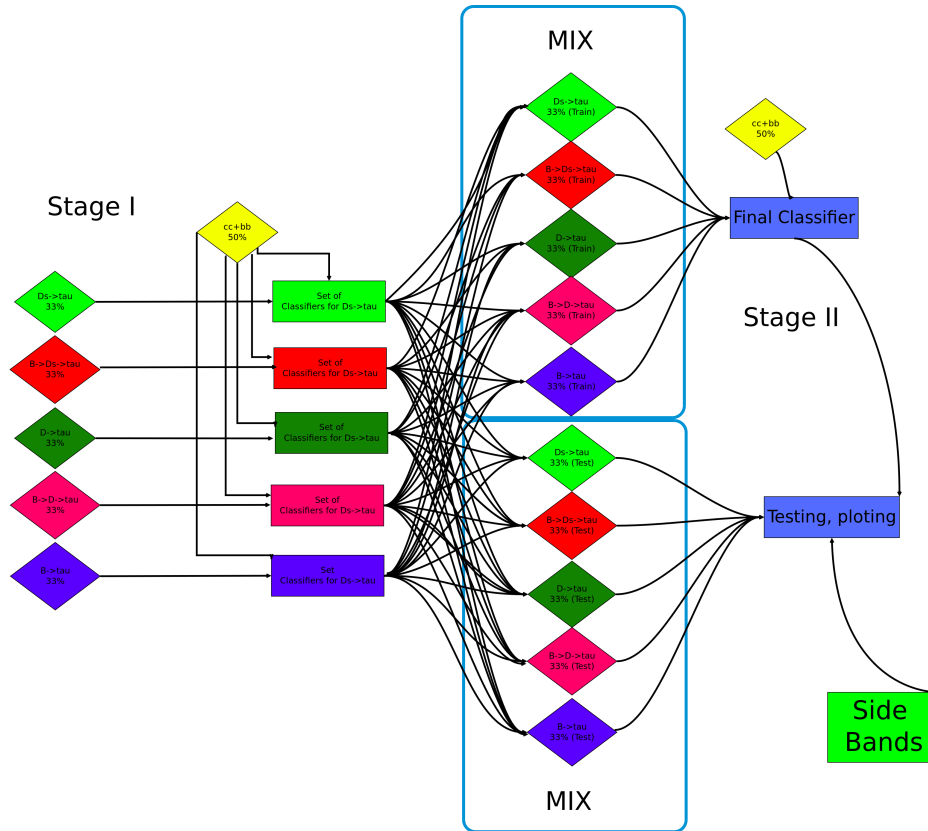 MIX
Ds->tau
33% (Train)
cc+bb
50%
B->Ds->tau
33% (Train)
Stage I
Final Classifier
cc+bb
50%
D->tau
33% (Train)
Ds->tau
33%
Set of
Classifiers for Ds->tau
B->D->tau
33% (Train)
Stage II
B->Ds->tau
33%
Set of
Classifiers for Ds->tau
B->tau
33% (Train)
D->tau
33%
Set of
Classifiers for Ds->tau
Ds->tau
33% (Test)
B->D->tau
33%
Set of
Classifiers for Ds->tau
B->Ds->tau
33% (Test)
Testing, ploting
B->tau
33%
Set
Classifiers for Ds->tau
D->tau
33% (Test)
B->D->tau
33% (Test)
B->tau
33% (Test)
Side
Bands
MIX